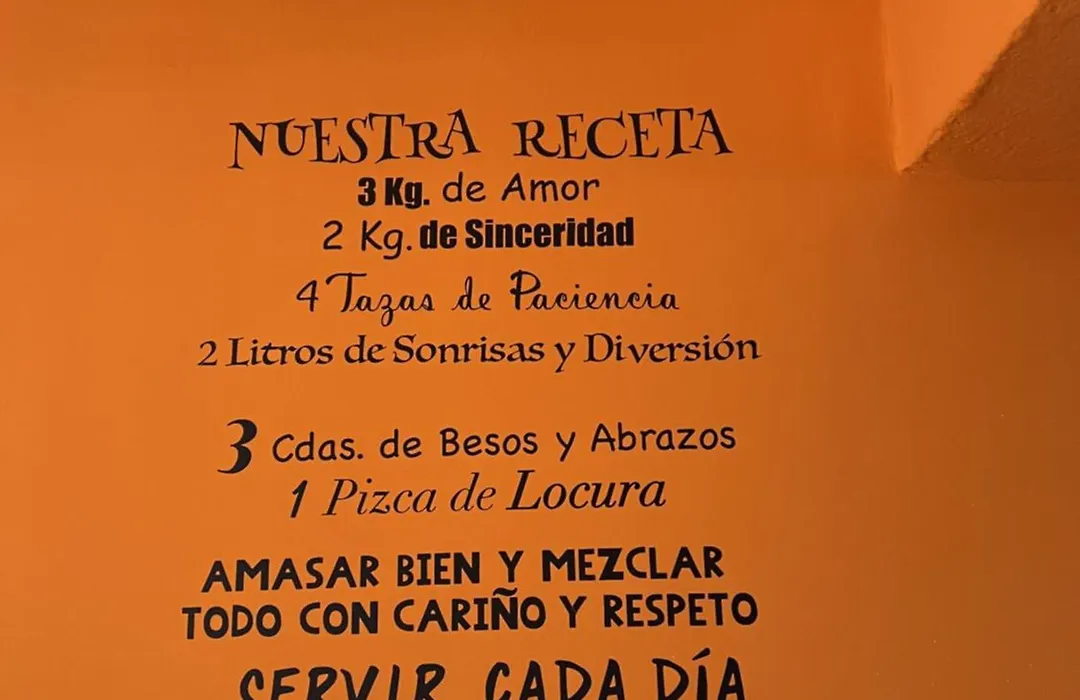 NUESTRA RECETA
3 Kg. de Amor
2 Kg. de Sinceridad
4 Tazas de Paciencia
2 Litros de Sonrisas y Diversión
3 Cdas. de Besos y Abrazos
1 Pizca de Locura
AMASAR BIEN Y MEZCLAR
TODO CON CARIÑO Y RESPETO
SERVIR CADA DÍA